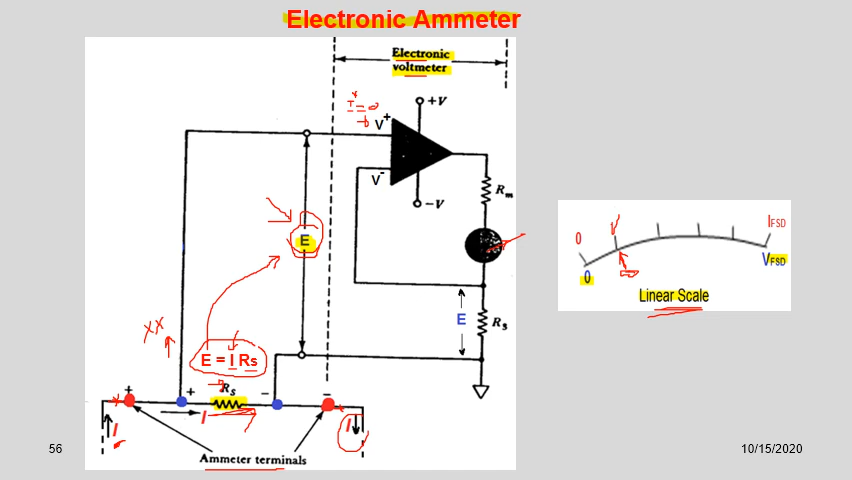 Electronic Ammeter
Electronic
voltmeter
+V
V+
V-
-V
Rm
E
E
Rs
E = I Rs
Rs
+
+
-
-
I
I
I
Ammeter terminals
0
IFSD
0
VFSD
Linear Scale
56
10/15/2020